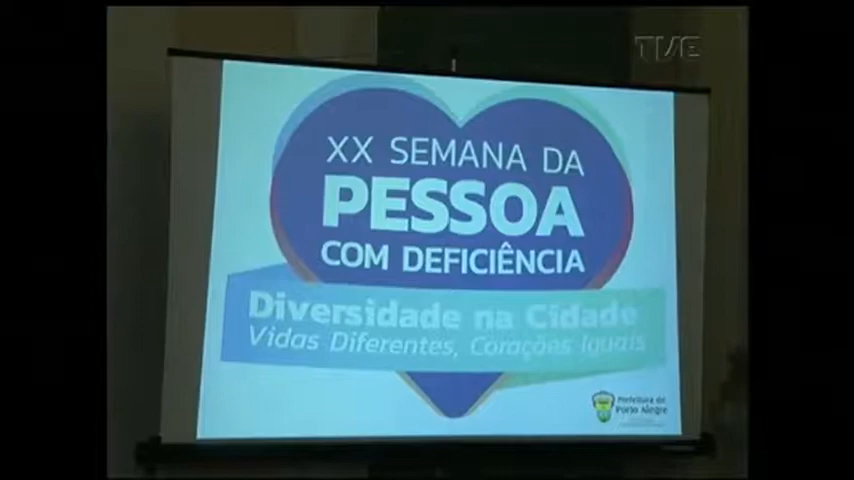 TVE
XX SEMANA DA
PESSOA
COM DEFICIÊNCIA
Diversidade na Cidade
Vidas Diferentes, Corações Iguais
Prefeitura de
Porto Alegre